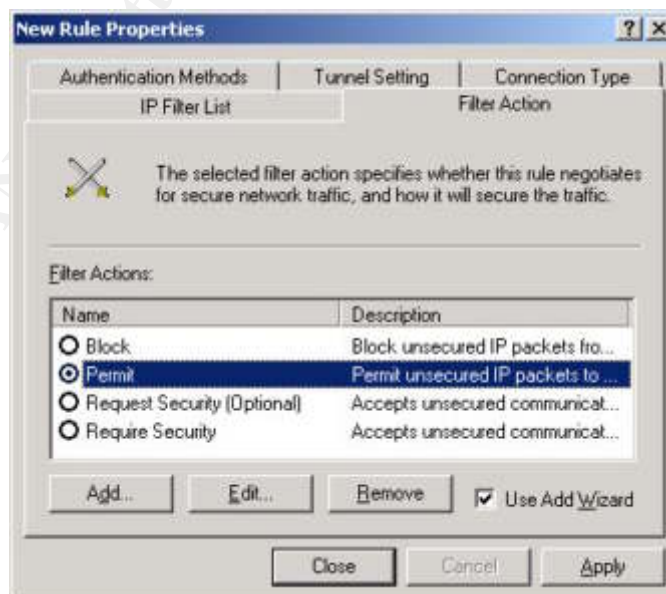 New Rule Properties
Authentication Methods Tunnel Setting Connection Type
IP Filter List Filter Action
The selected filter action specifies whether this rule negotiates
for secure network traffic, and how it will secure the traffic.
Filter Actions:
Name Description
Block Block unsecured IP packets fro...
Permit Permit unsecured IP packets to ...
Request Security (Optional) Accepts unsecured communicat...
Require Security Accepts unsecured communicat...
Add... Edit... Remove Use Add Wizard
Close Cancel Apply